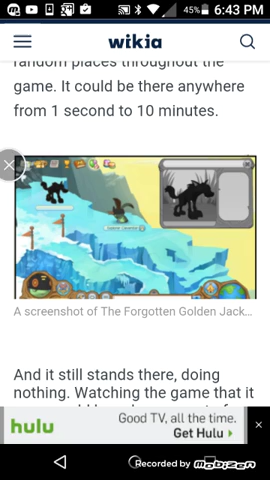 45% 6:43 PM
wikia
random places throughout the
game. It could be there anywhere
from 1 second to 10 minutes.
A screenshot of The Forgotten Golden Jack...
And it still stands there, doing
nothing. Watching the game that it
hulu
Good TV, all the time.
Get Hulu
Recorded by mobizen